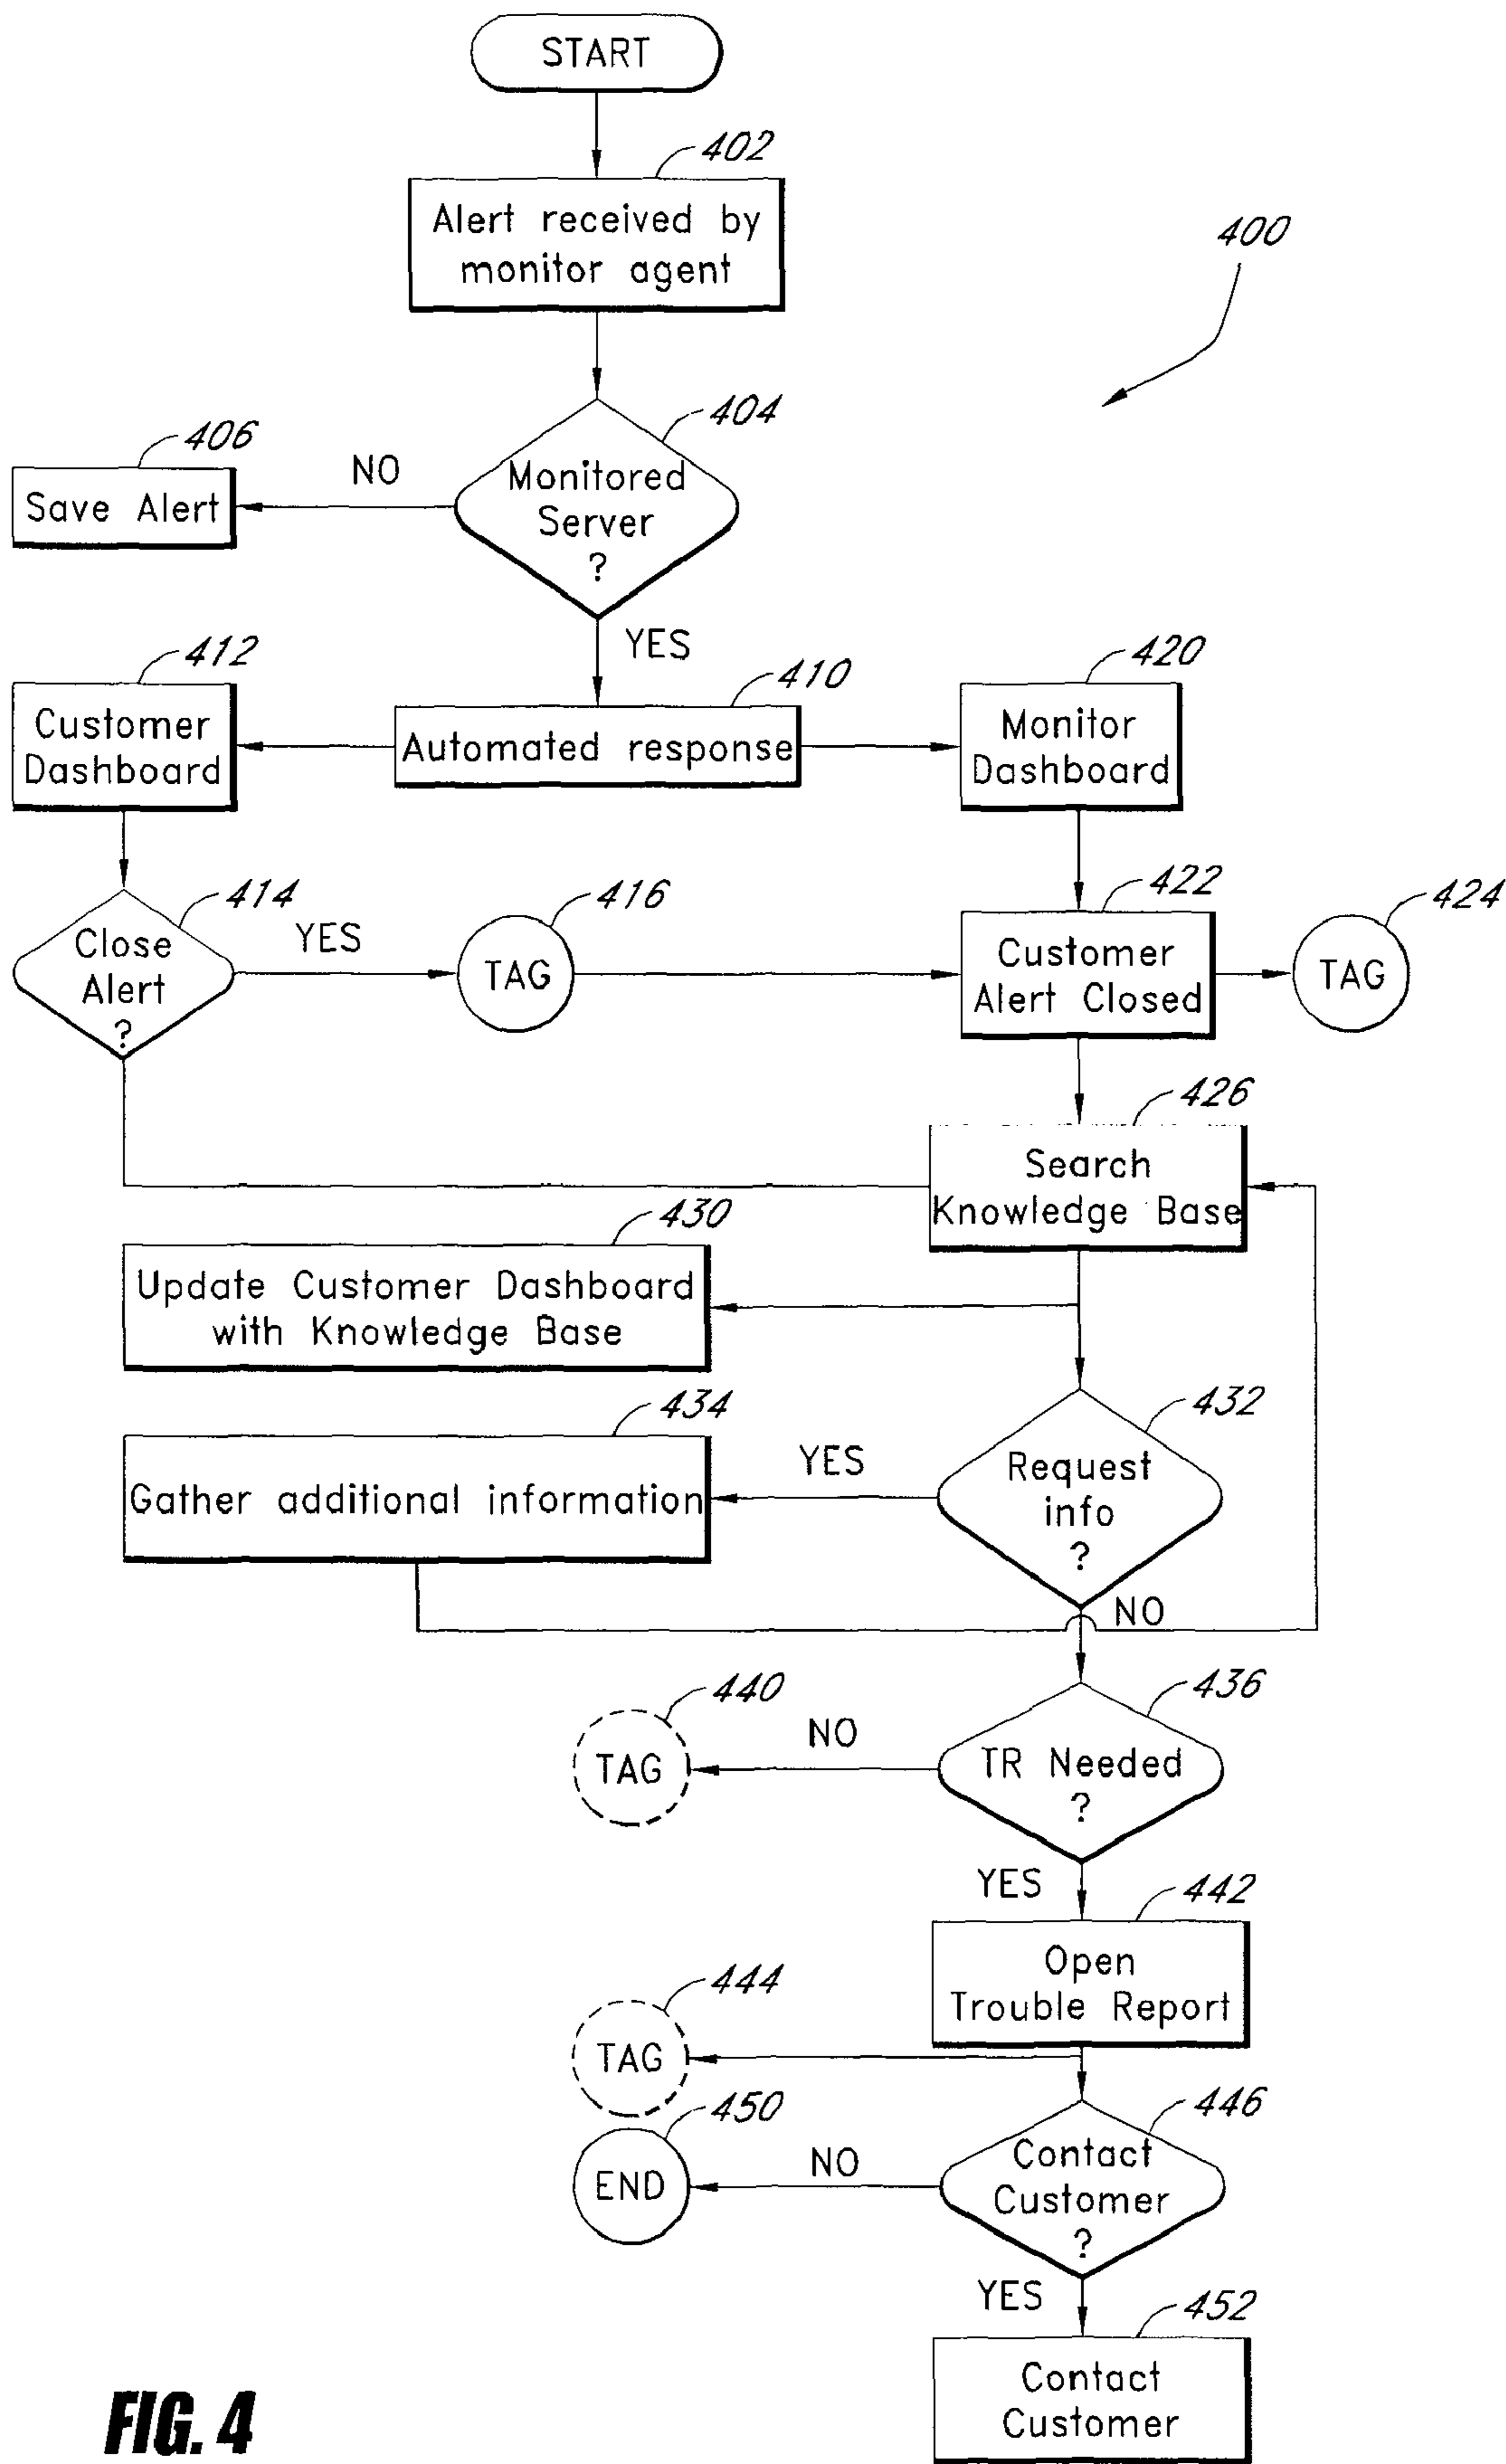 START
402
Alert received by
monitor agent
400
404
406
NO
Monitored
Server
?
Save Alert
YES
412
410
420
Customer
Dashboard
Automated response
Monitor
Dashboard
414
416
422
424
Close
Alert
?
YES
TAG
Customer
Alert Closed
TAG
426
Search
Knowledge Base
430
Update Customer Dashboard
with Knowledge Base
434
432
YES
Gather additional information
Request
info
?
NO
440
436
NO
TAG
TR Needed
?
YES
442
Open
Trouble Report
444
TAG
450
446
NO
END
Contact
Customer
?
YES
452
Contact
Customer
FIG. 4